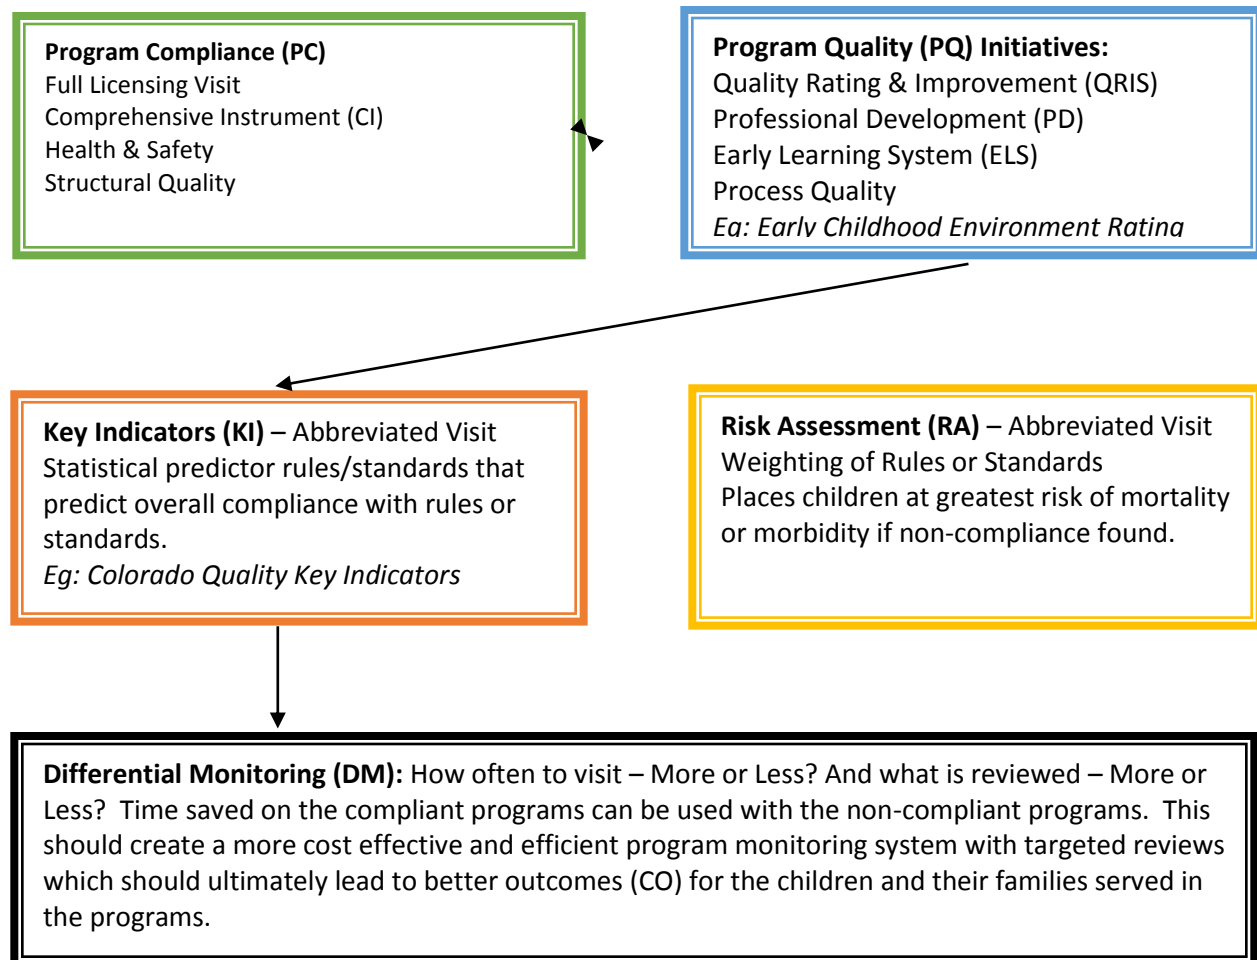 Program Compliance (PC)
Full Licensing Visit
Comprehensive Instrument (CI)
Health & Safety
Structural Quality
Program Quality (PQ) Initiatives:
Quality Rating & Improvement (QRIS)
Professional Development (PD)
Early Learning System (ELS)
Process Quality
Eg: Early Childhood Environment Rating
Key Indicators (KI) – Abbreviated Visit
Statistical predictor rules/standards that
predict overall compliance with rules or
standards.
Eg: Colorado Quality Key Indicators
Risk Assessment (RA) – Abbreviated Visit
Weighting of Rules or Standards
Places children at greatest risk of mortality
or morbidity if non-compliance found.
Differential Monitoring (DM): How often to visit – More or Less? And what is reviewed – More or
Less? Time saved on the compliant programs can be used with the non-compliant programs. This
should create a more cost effective and efficient program monitoring system with targeted reviews
which should ultimately lead to better outcomes (CO) for the children and their families served in
the programs.